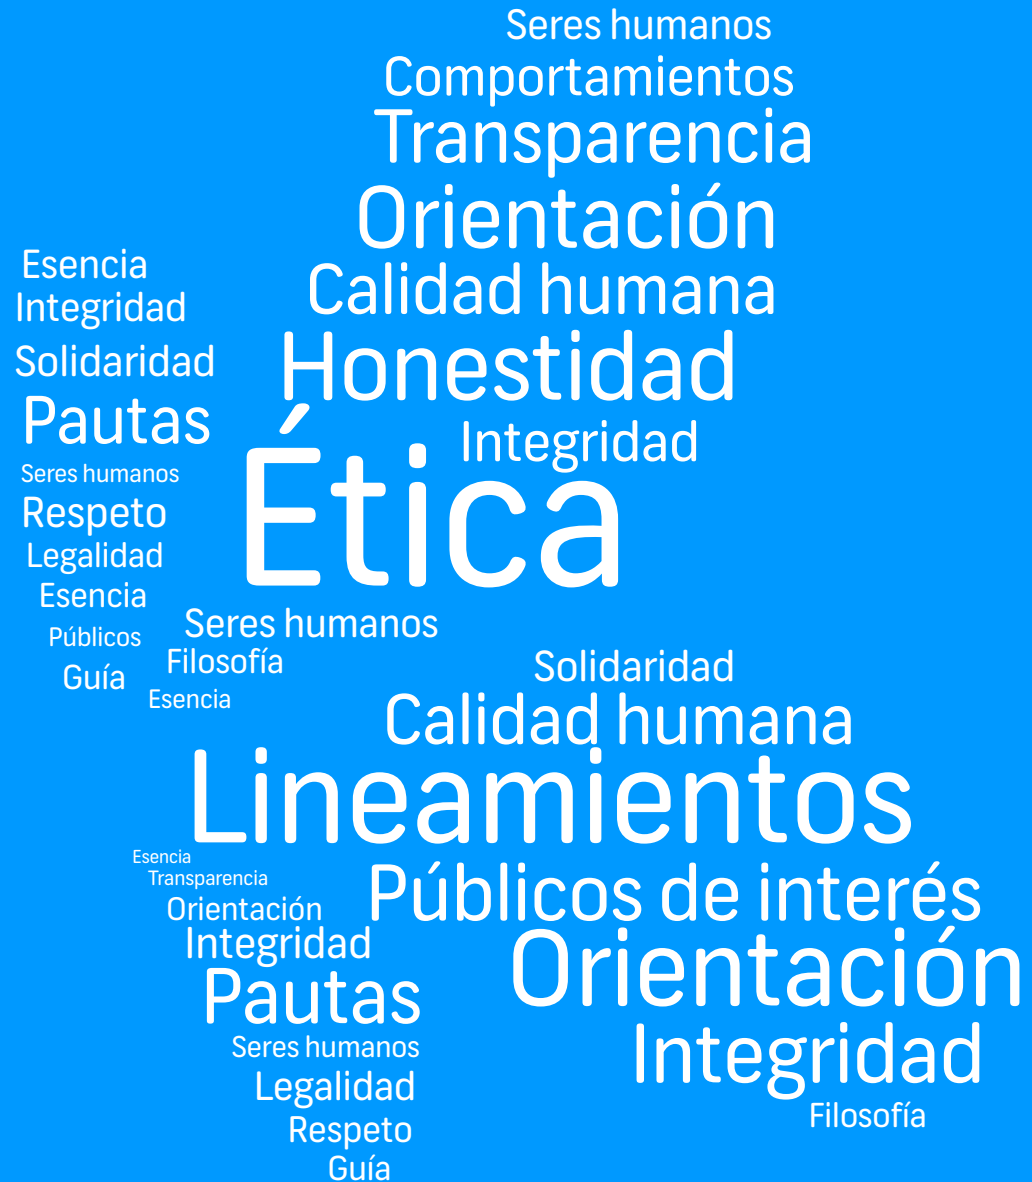 Seres humanos
Comportamientos
Transparencia
Orientación
Esencia
Calidad humana
Integridad
Solidaridad
Honestidad
Pautas
Integridad
Seres humanos
Ética
Respeto
Legalidad
Esencia
Seres humanos
Públicos
Filosofía
Solidaridad
Guía
Esencia
Calidad humana
Lineamientos
Esencia
Transparencia
Públicos de interés
Orientación
Integridad
Orientación
Pautas
Seres humanos
Integridad
Legalidad
Filosofía
Respeto
Guía